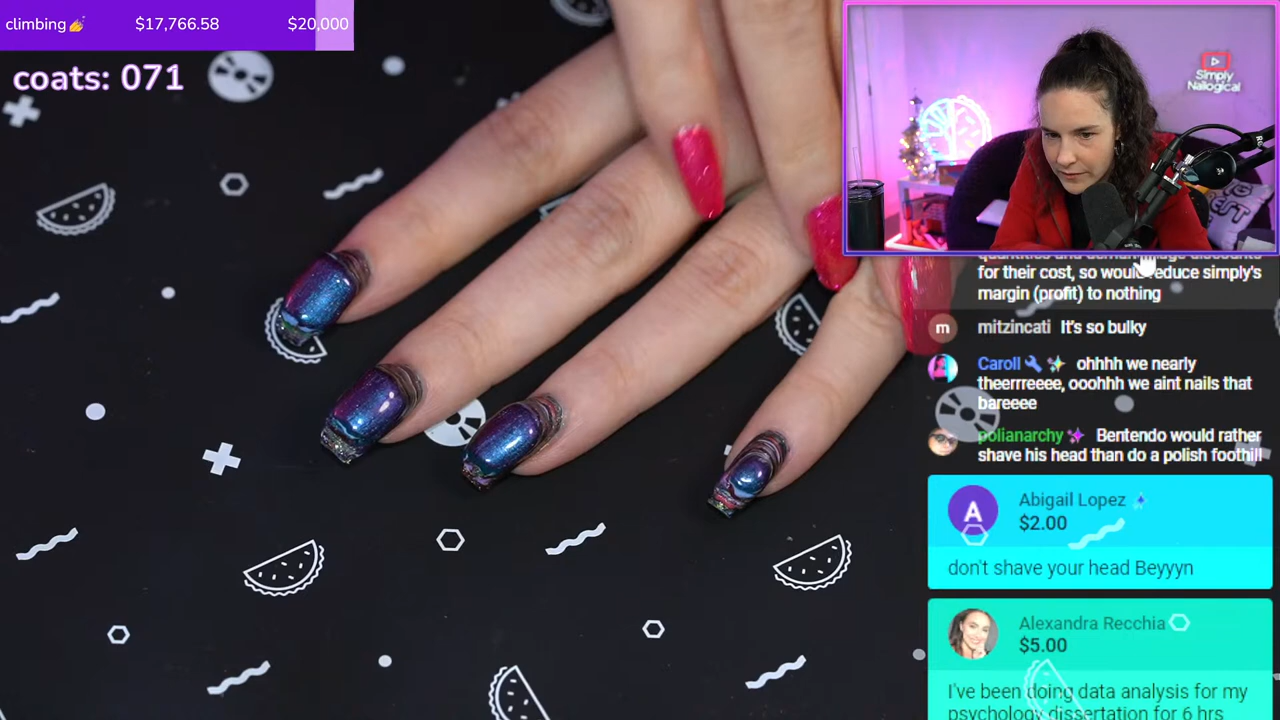 climbing💅 $17,766.58 $20,000
coats: 071
Simply
Nailogical
for their cost, so would reduce simply's
margin (profit) to nothing
m mitzincati It's so bulky
Caroll🔧✨ ohhhh we nearly
theerrreeee, ooohhh we aint nails that
bareeee
polianarchy Bentendo would rather
shave his head than do a polish foothill
A Abigail Lopez
$2.00
don't shave your head Beyyyn
Alexandra Recchia
$5.00
I've been doing data analysis for my
psychology dissertation for 6 hrs